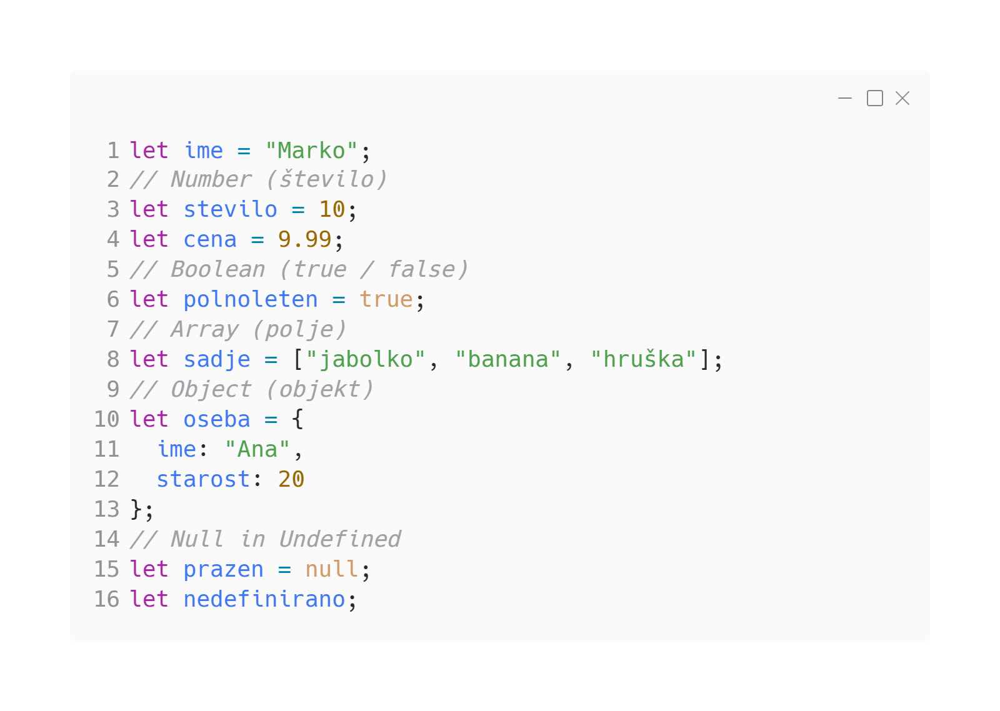 1 let ime = "Marko";
2 // Number (število)
3 let stevilo = 10;
4 let cena = 9.99;
5 // Boolean (true / false)
6 let polnoleten = true;
7 // Array (polje)
8 let sadje = ["jabolko", "banana", "hruška"];
9 // Object (objekt)
10 let oseba = {
11   ime: "Ana",
12   starost: 20
13 };
14 // Null in Undefined
15 let prazen = null;
16 let nedefinirano;